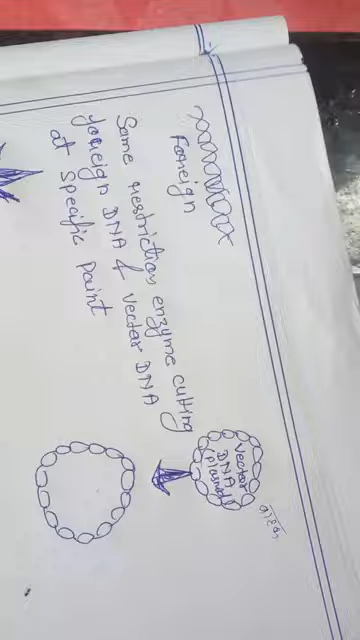 Foreign
Vector
DNA
(plasmid)
Same restriction enzyme cutting
foreign DNA & vector DNA
at specific point